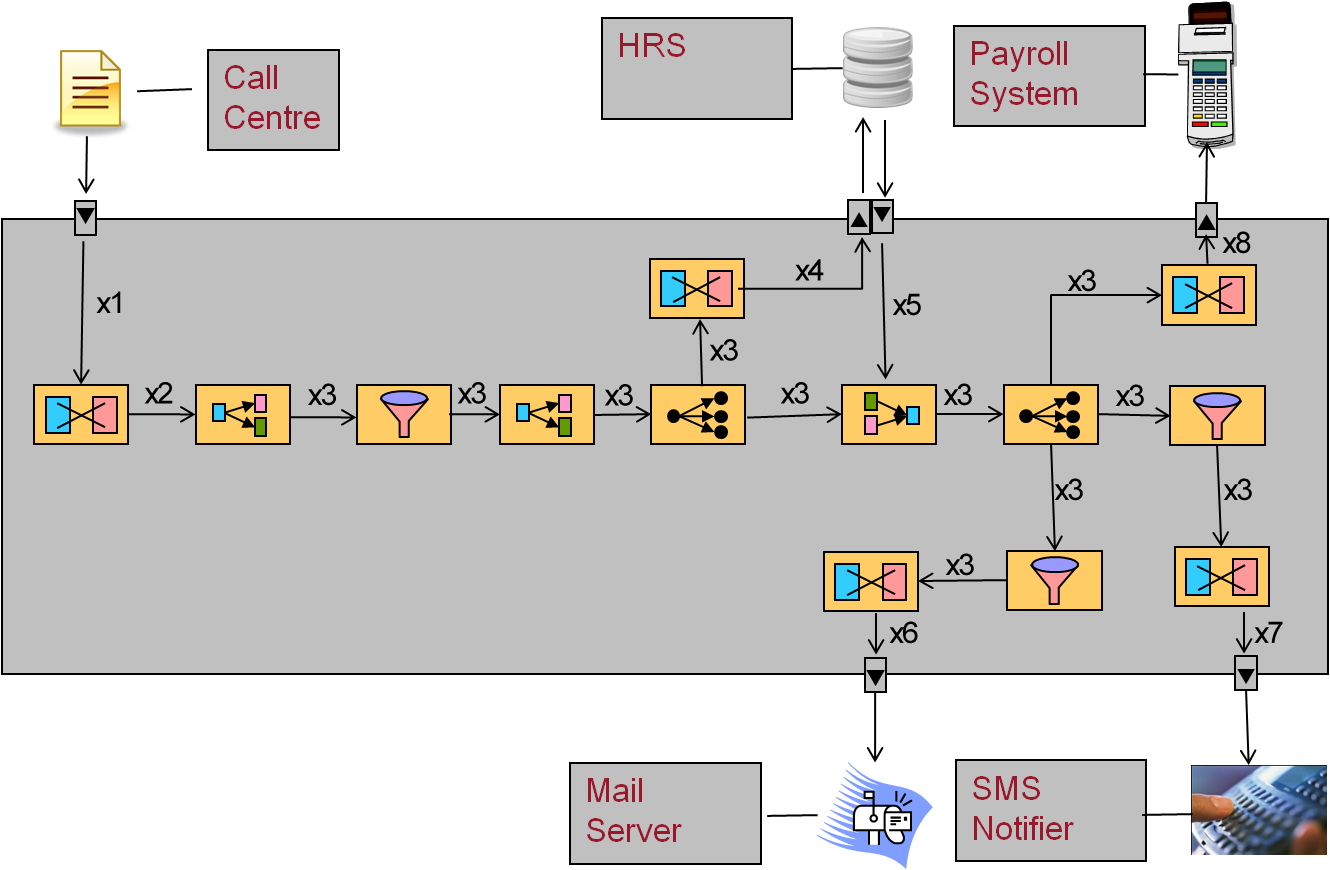 Call
Centre
HRS
Payroll
System
x1
x4
x5
x3
x8
x3
x2
x3
x3
x3
x3
x3
x3
x3
x3
x3
x6
x7
Mail
Server
SMS
Notifier